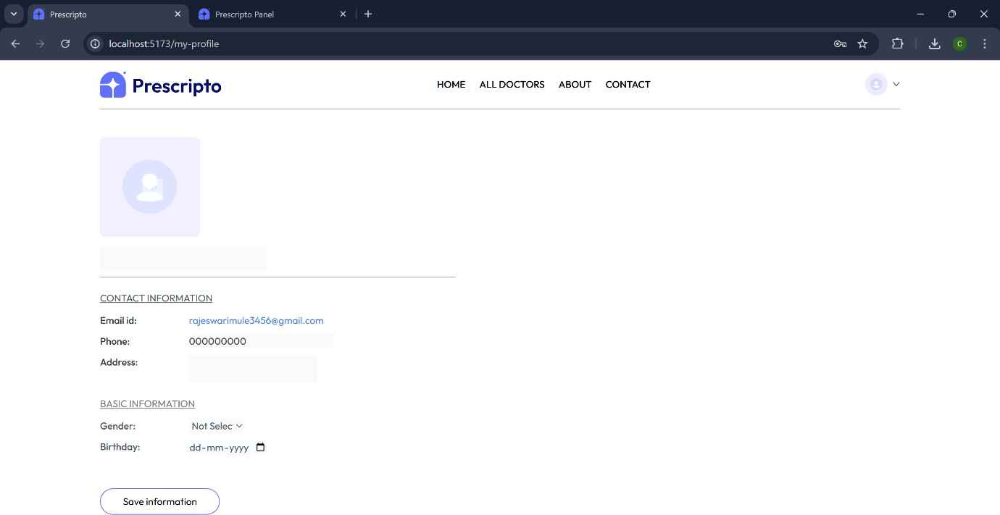 Prescripto
Prescripto Panel
localhost:5173/my-profile
C
Prescripto
HOME ALL DOCTORS ABOUT CONTACT
CONTACT INFORMATION
Email id: rajeswarimule3456@gmail.com
Phone: 000000000
Address:
BASIC INFORMATION
Gender: Not Selec
Birthday: dd-mm-yyyy
Save information